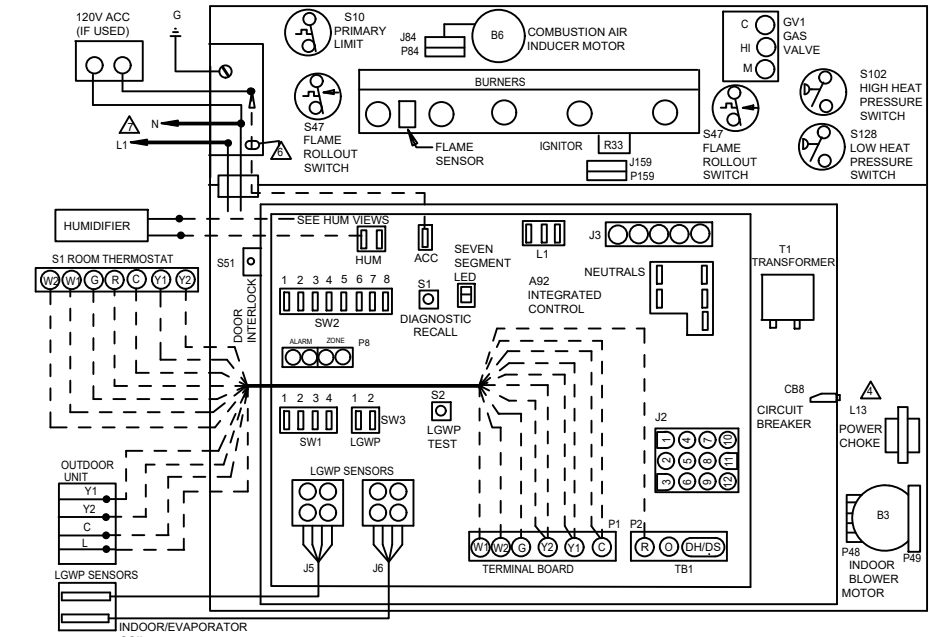 120V ACC
(IF USED)
G
S10
PRIMARY
LIMIT
J84
P84
B6
COMBUSTION AIR
INDUCER MOTOR
C
HI
M
GV1
GAS
VALVE
S47
FLAME
ROLLOUT
SWITCH
BURNERS
FLAME
SENSOR
IGNITOR
R33
J159
P159
S47
FLAME
ROLLOUT
SWITCH
S102
HIGH HEAT
PRESSURE
SWITCH
S128
LOW HEAT
PRESSURE
SWITCH
7
N
L1
6
HUMIDIFIER
SEE HUM VIEWS
HUM
ACC
S51
DOOR
INTERLOCK
SEVEN
SEGMENT
LED
S1
DIAGNOSTIC
RECALL
L1
A92
INTEGRATED
CONTROL
J3
NEUTRALS
T1
TRANSFORMER
S1 ROOM THERMOSTAT
W2 W1 G R C Y1 Y2
1 2 3 4 5 6 7 8
SW2
ALARM ZONE P8
1 2 3 4
SW1
1 2
SW3
LGWP
S2
LGWP
TEST
CB8
CIRCUIT
BREAKER
4
L13
POWER
CHOKE
J2
1 4 7 10
2 5 8 11
3 6 9 12
OUTDOOR
UNIT
Y1
Y2
C
L
LGWP SENSORS
J5
J6
P1
W1 W2 G Y2 Y1 C
TERMINAL BOARD
P2
R O DH/DS
TB1
B3
P48
P49
INDOOR
BLOWER
MOTOR
LGWP SENSORS
INDOOR/EVAPORATOR